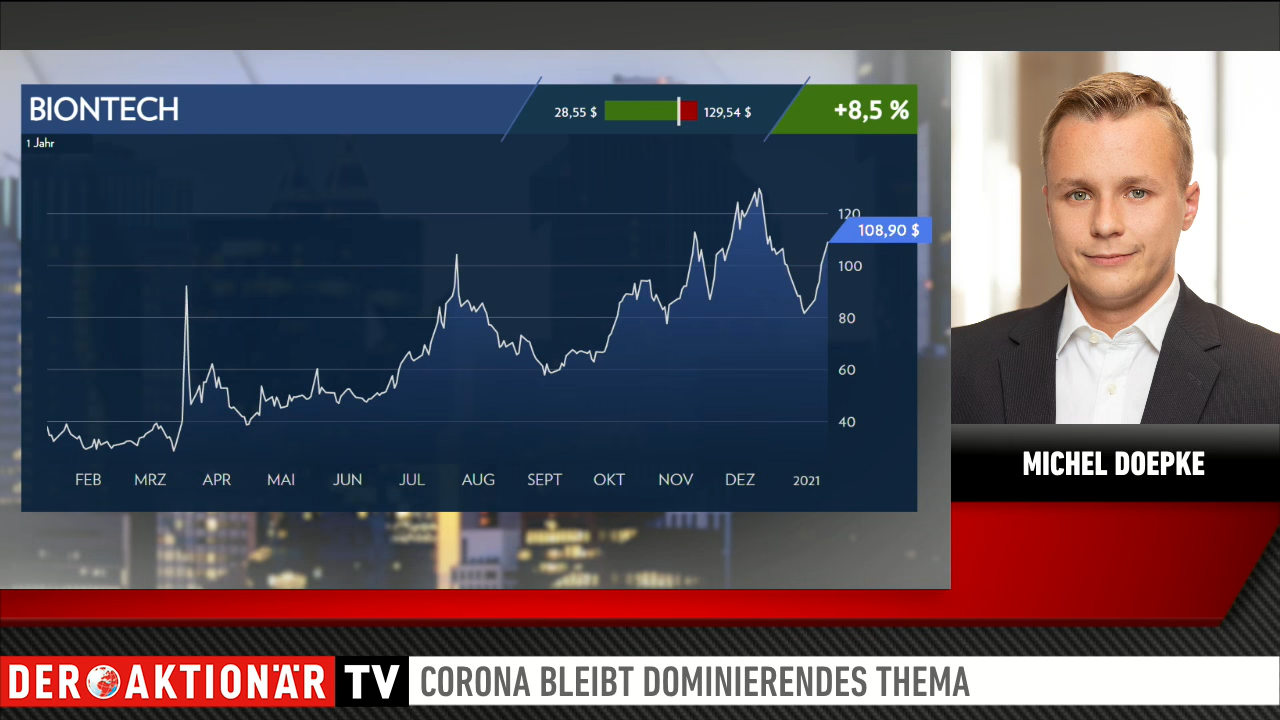 BIONTECH
28,55 $
129,54 $
+8,5 %
1 Jahr
120
108,90 $
100
80
60
40
FEB MRZ APR MAI JUN JUL AUG SEPT OKT NOV DEZ 2021
MICHEL DOEPKE
DER AKTIONÄR TV
CORONA BLEIBT DOMINIERENDES THEMA